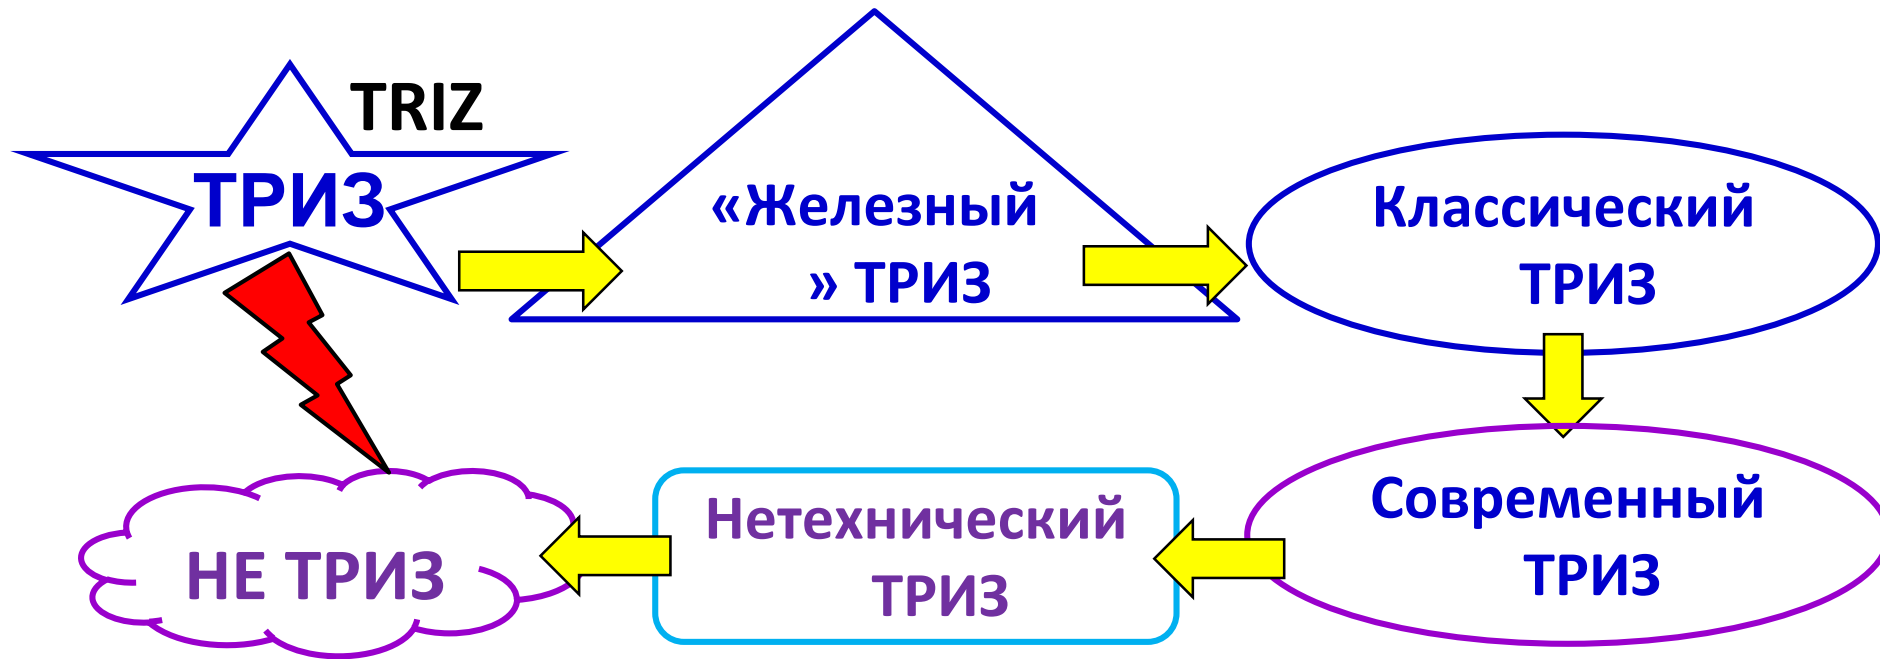 TRIZ
ТРИЗ
«Железный
» ТРИЗ
Классический
ТРИЗ
Современный
ТРИЗ
Нетехнический
ТРИЗ
НЕ ТРИЗ